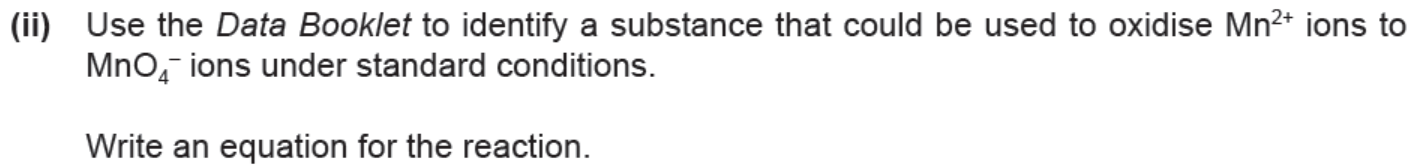 (ii) Use the Data Booklet to identify a substance that could be used to oxidise Mn²⁺ ions to
MnO₄⁻ ions under standard conditions.
Write an equation for the reaction.